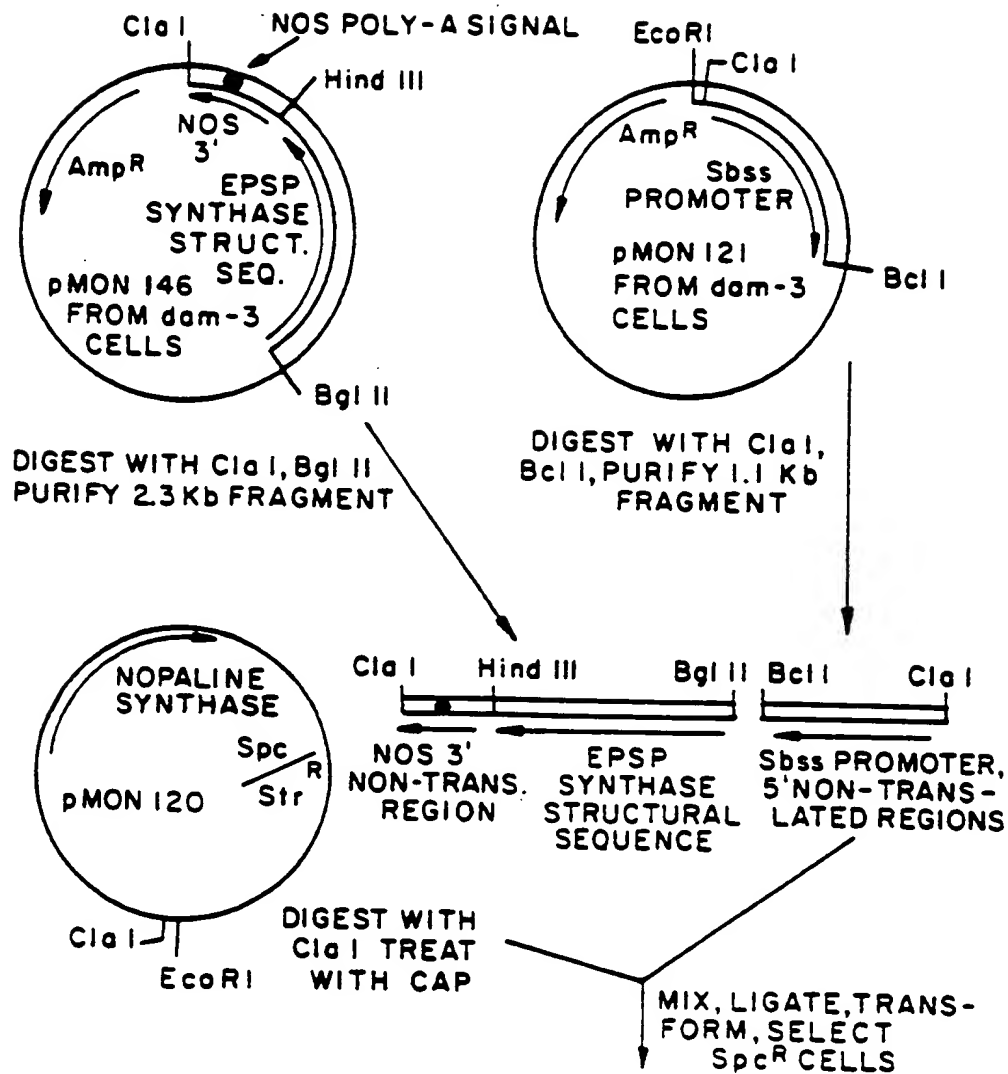 Cla I
NOS POLY-A SIGNAL
Hind III
NOS
3'
Amp R
EPSP
SYNTHASE
STRUCT.
SEQ.
pMON 146
FROM dam-3
CELLS
Bgl II
EcoRI
Cla I
Amp R
Sbss
PROMOTER
pMON 121
FROM dam-3
CELLS
Bcl I
DIGEST WITH Cla I, Bgl II
PURIFY 2.3 Kb FRAGMENT
DIGEST WITH Cla I,
Bcl I, PURIFY 1.1 Kb
FRAGMENT
NOPALINE
SYNTHASE
Spc
R
Str
pMON 120
Cla I
EcoRI
Cla I
Hind III
Bgl II
Bcl I
Cla I
NOS 3'
NON-TRANS.
REGION
EPSP
SYNTHASE
STRUCTURAL
SEQUENCE
Sbss PROMOTER,
5' NON-TRANS-
LATED REGIONS
DIGEST WITH
Cla I TREAT
WITH CAP
MIX, LIGATE, TRANS-
FORM, SELECT
Spc R CELLS